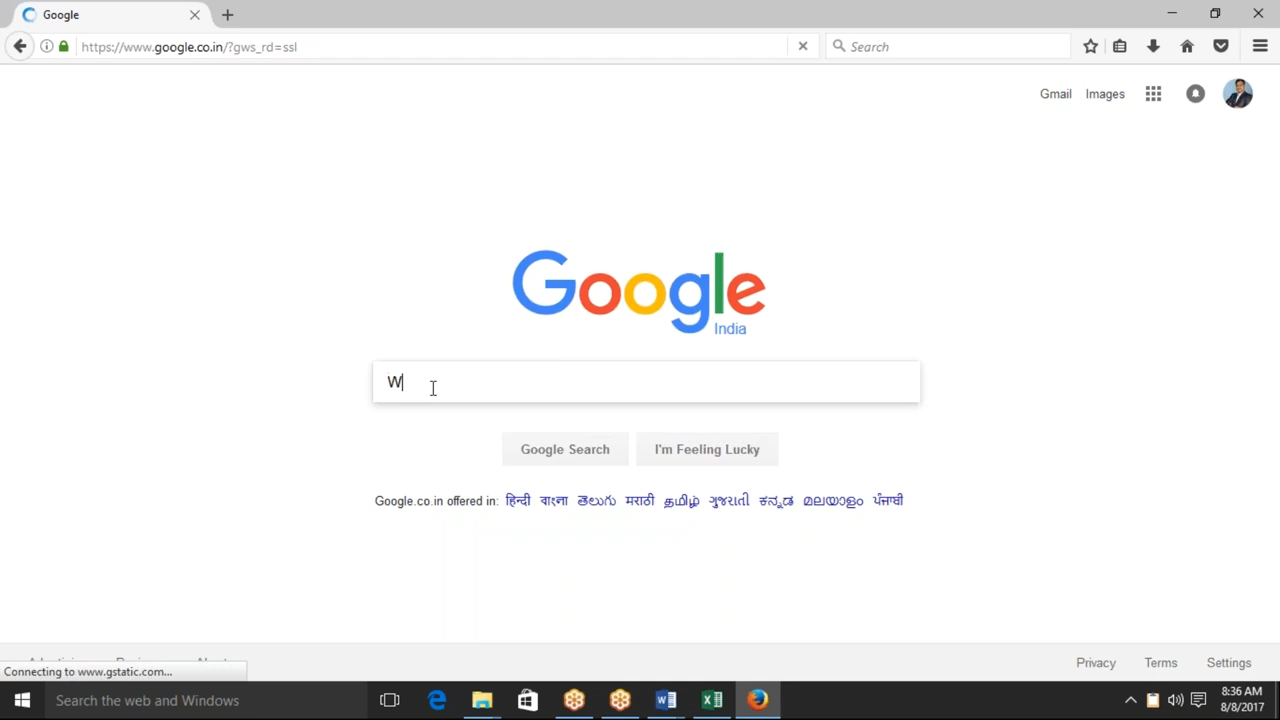 Google
https://www.google.co.in/?gws_rd=ssl
Search
Gmail Images
Google
India
W
Google Search I'm Feeling Lucky
Google.co.in offered in: हिन्दी বাংলা తెలుగు मराठी தமிழ் ગુજરાતી ಕನ್ನಡ മലയാളം ਪੰਜਾਬੀ
Privacy Terms Settings
Connecting to www.gstatic.com...
Search the web and Windows
8:36 AM
8/8/2017